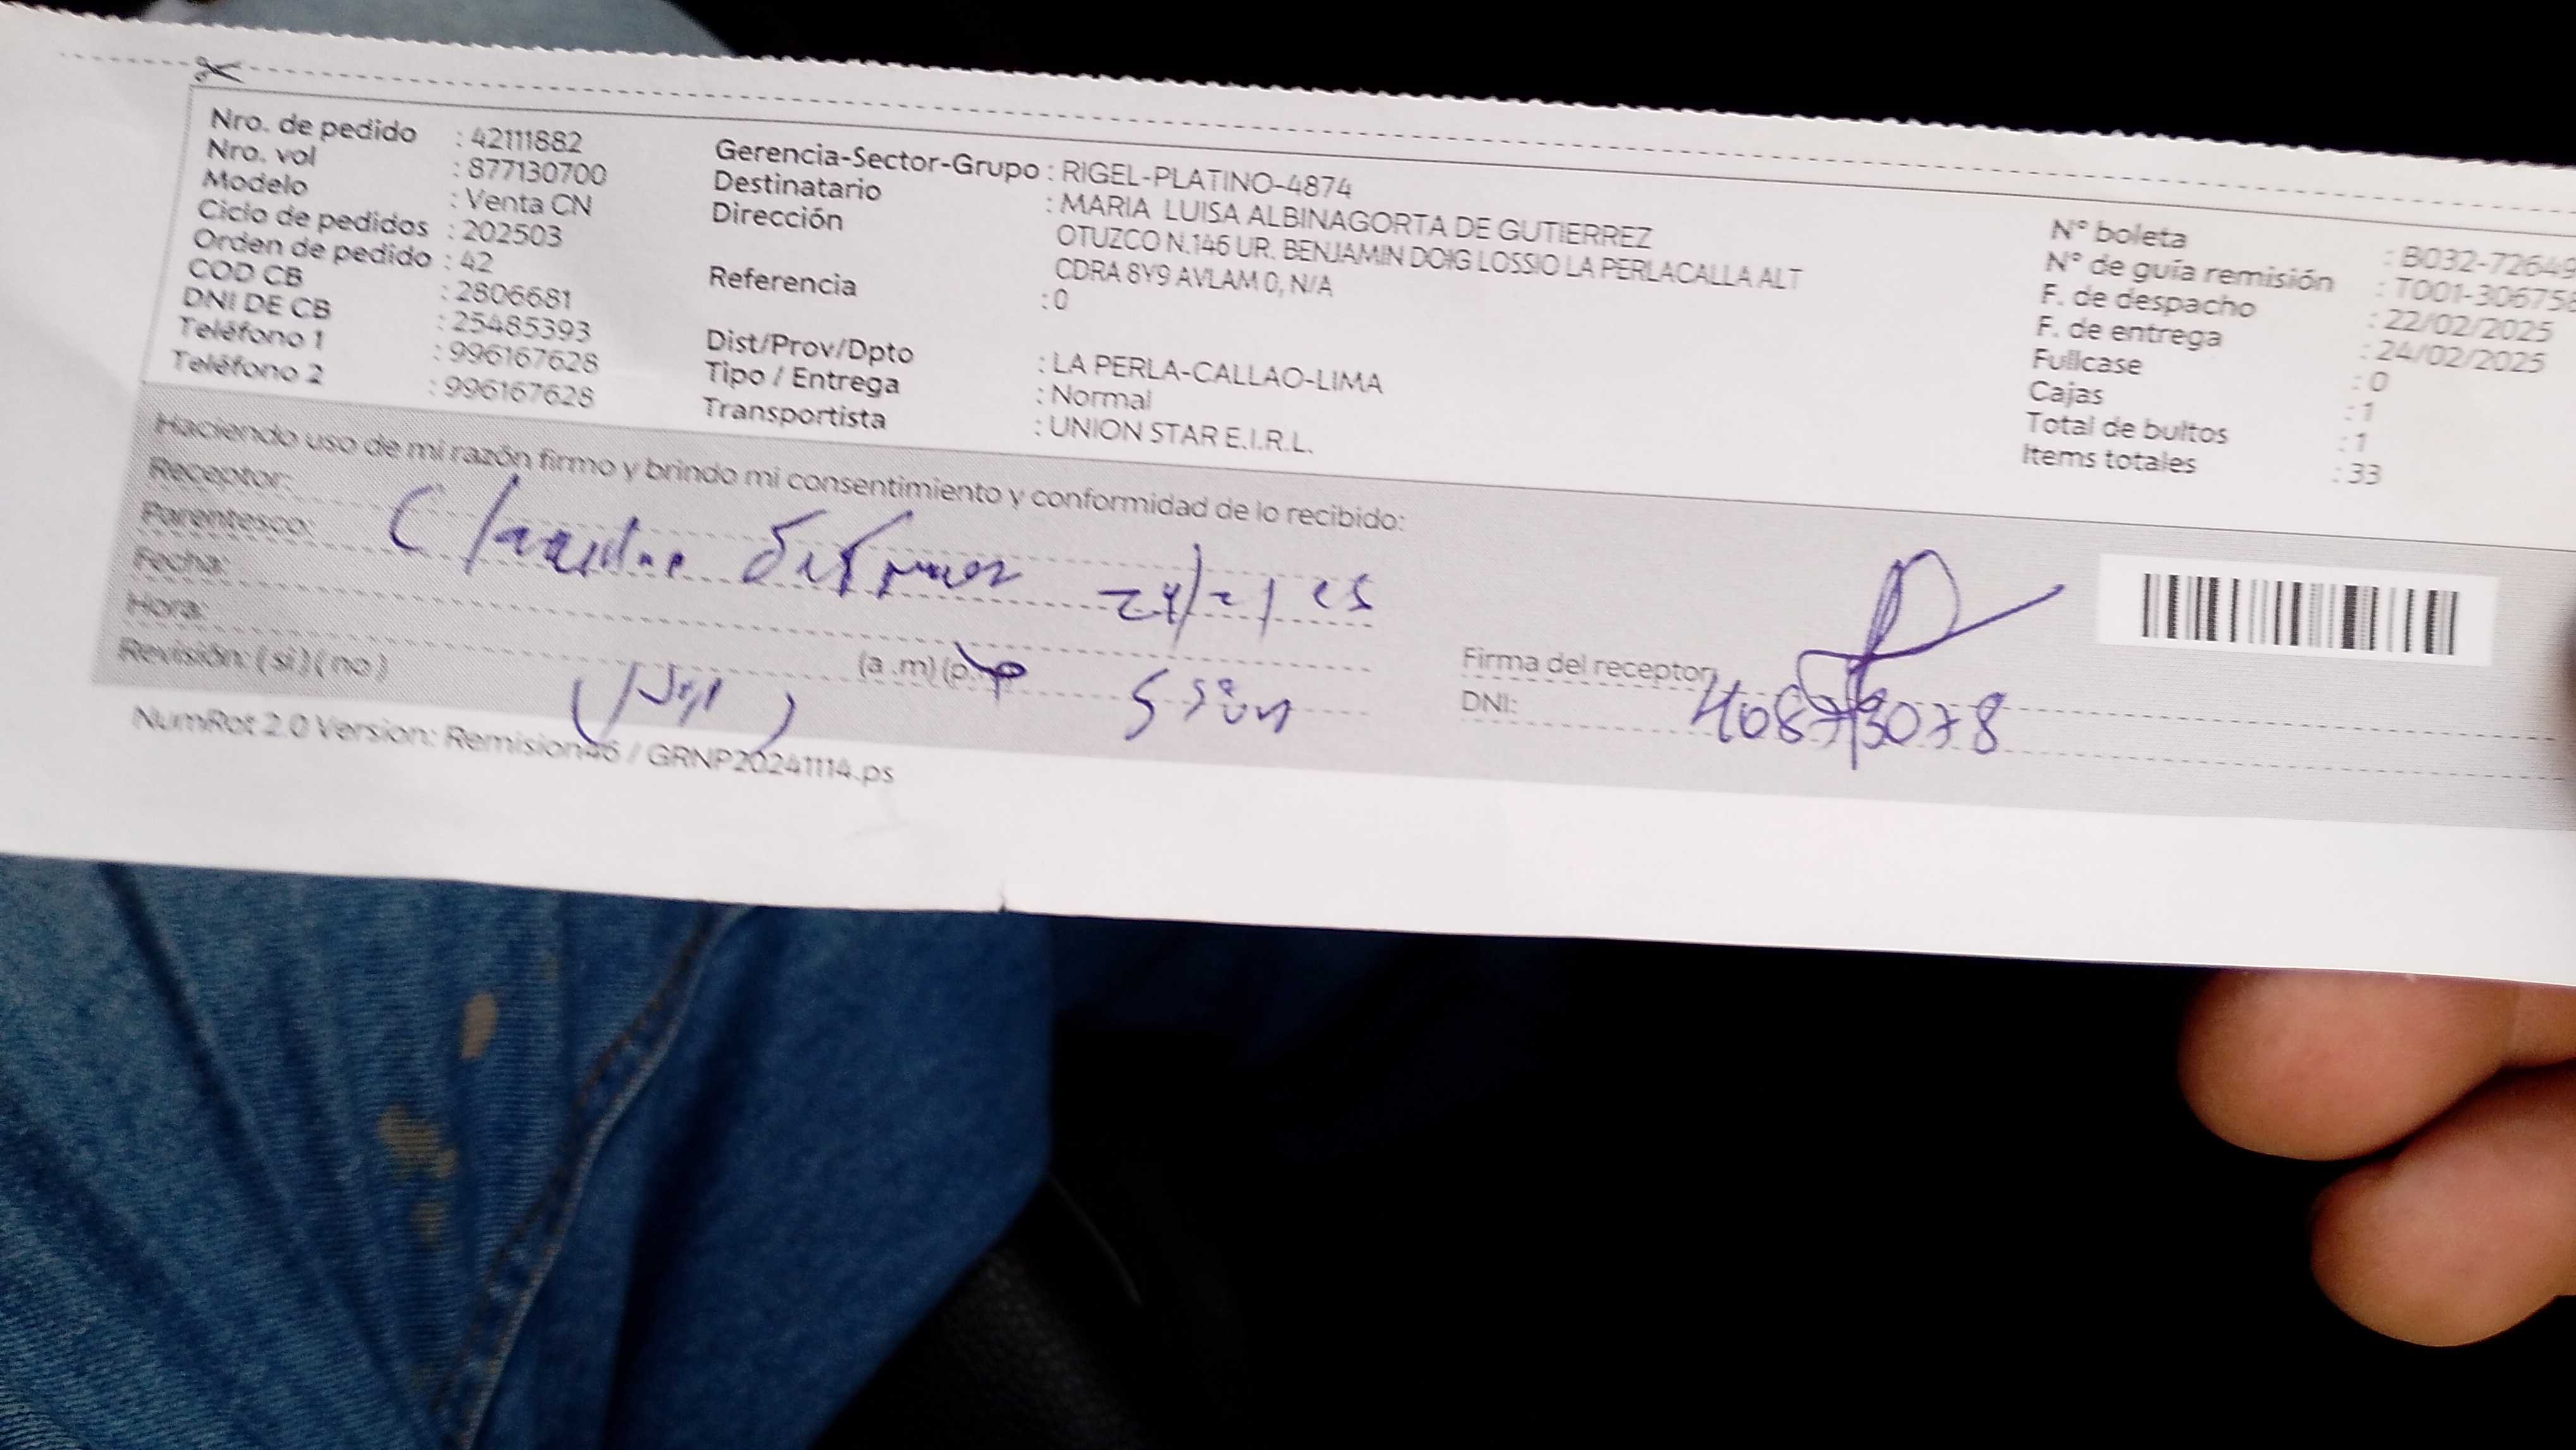 Nro. de pedido : 42111882
Nro. vol : 877130700
Modelo : Venta CN
Ciclo de pedidos : 202503
Orden de pedido : 42
COD CB : 2806681
DNI DE CB : 25485393
Teléfono 1 : 996167628
Teléfono 2 : 996167628
Gerencia-Sector-Grupo : RIGEL-PLATINO-4874
Destinatario : MARIA LUISA ALBINAGORTA DE GUTIERREZ
Dirección OTUZCO N.146 UR. BENJAMIN DOIG LOSSIO LA PERLACALLA ALT
CDRA 8Y9 AVLAM 0, N/A
Referencia : 0
Dist/Prov/Dpto : LA PERLA-CALLAO-LIMA
Tipo / Entrega : Normal
Transportista : UNION STAR E.I.R.L.
N° boleta : B032-72649
N° de guía remisión : T001-306758
F. de despacho : 22/02/2025
F. de entrega : 24/02/2025
Fullcase : 0
Cajas : 1
Total de bultos : 1
Items totales : 33
Haciendo uso de mi razón firmo y brindo mi consentimiento y conformidad de lo recibido:
Receptor:
Parentesco:
Fecha:
Hora: (a .m) (p.
Revisión: ( si ) ( no )
Firma del receptor
DNI:
NumRot 2.0 Version: Remision46 / GRNP20241114.ps